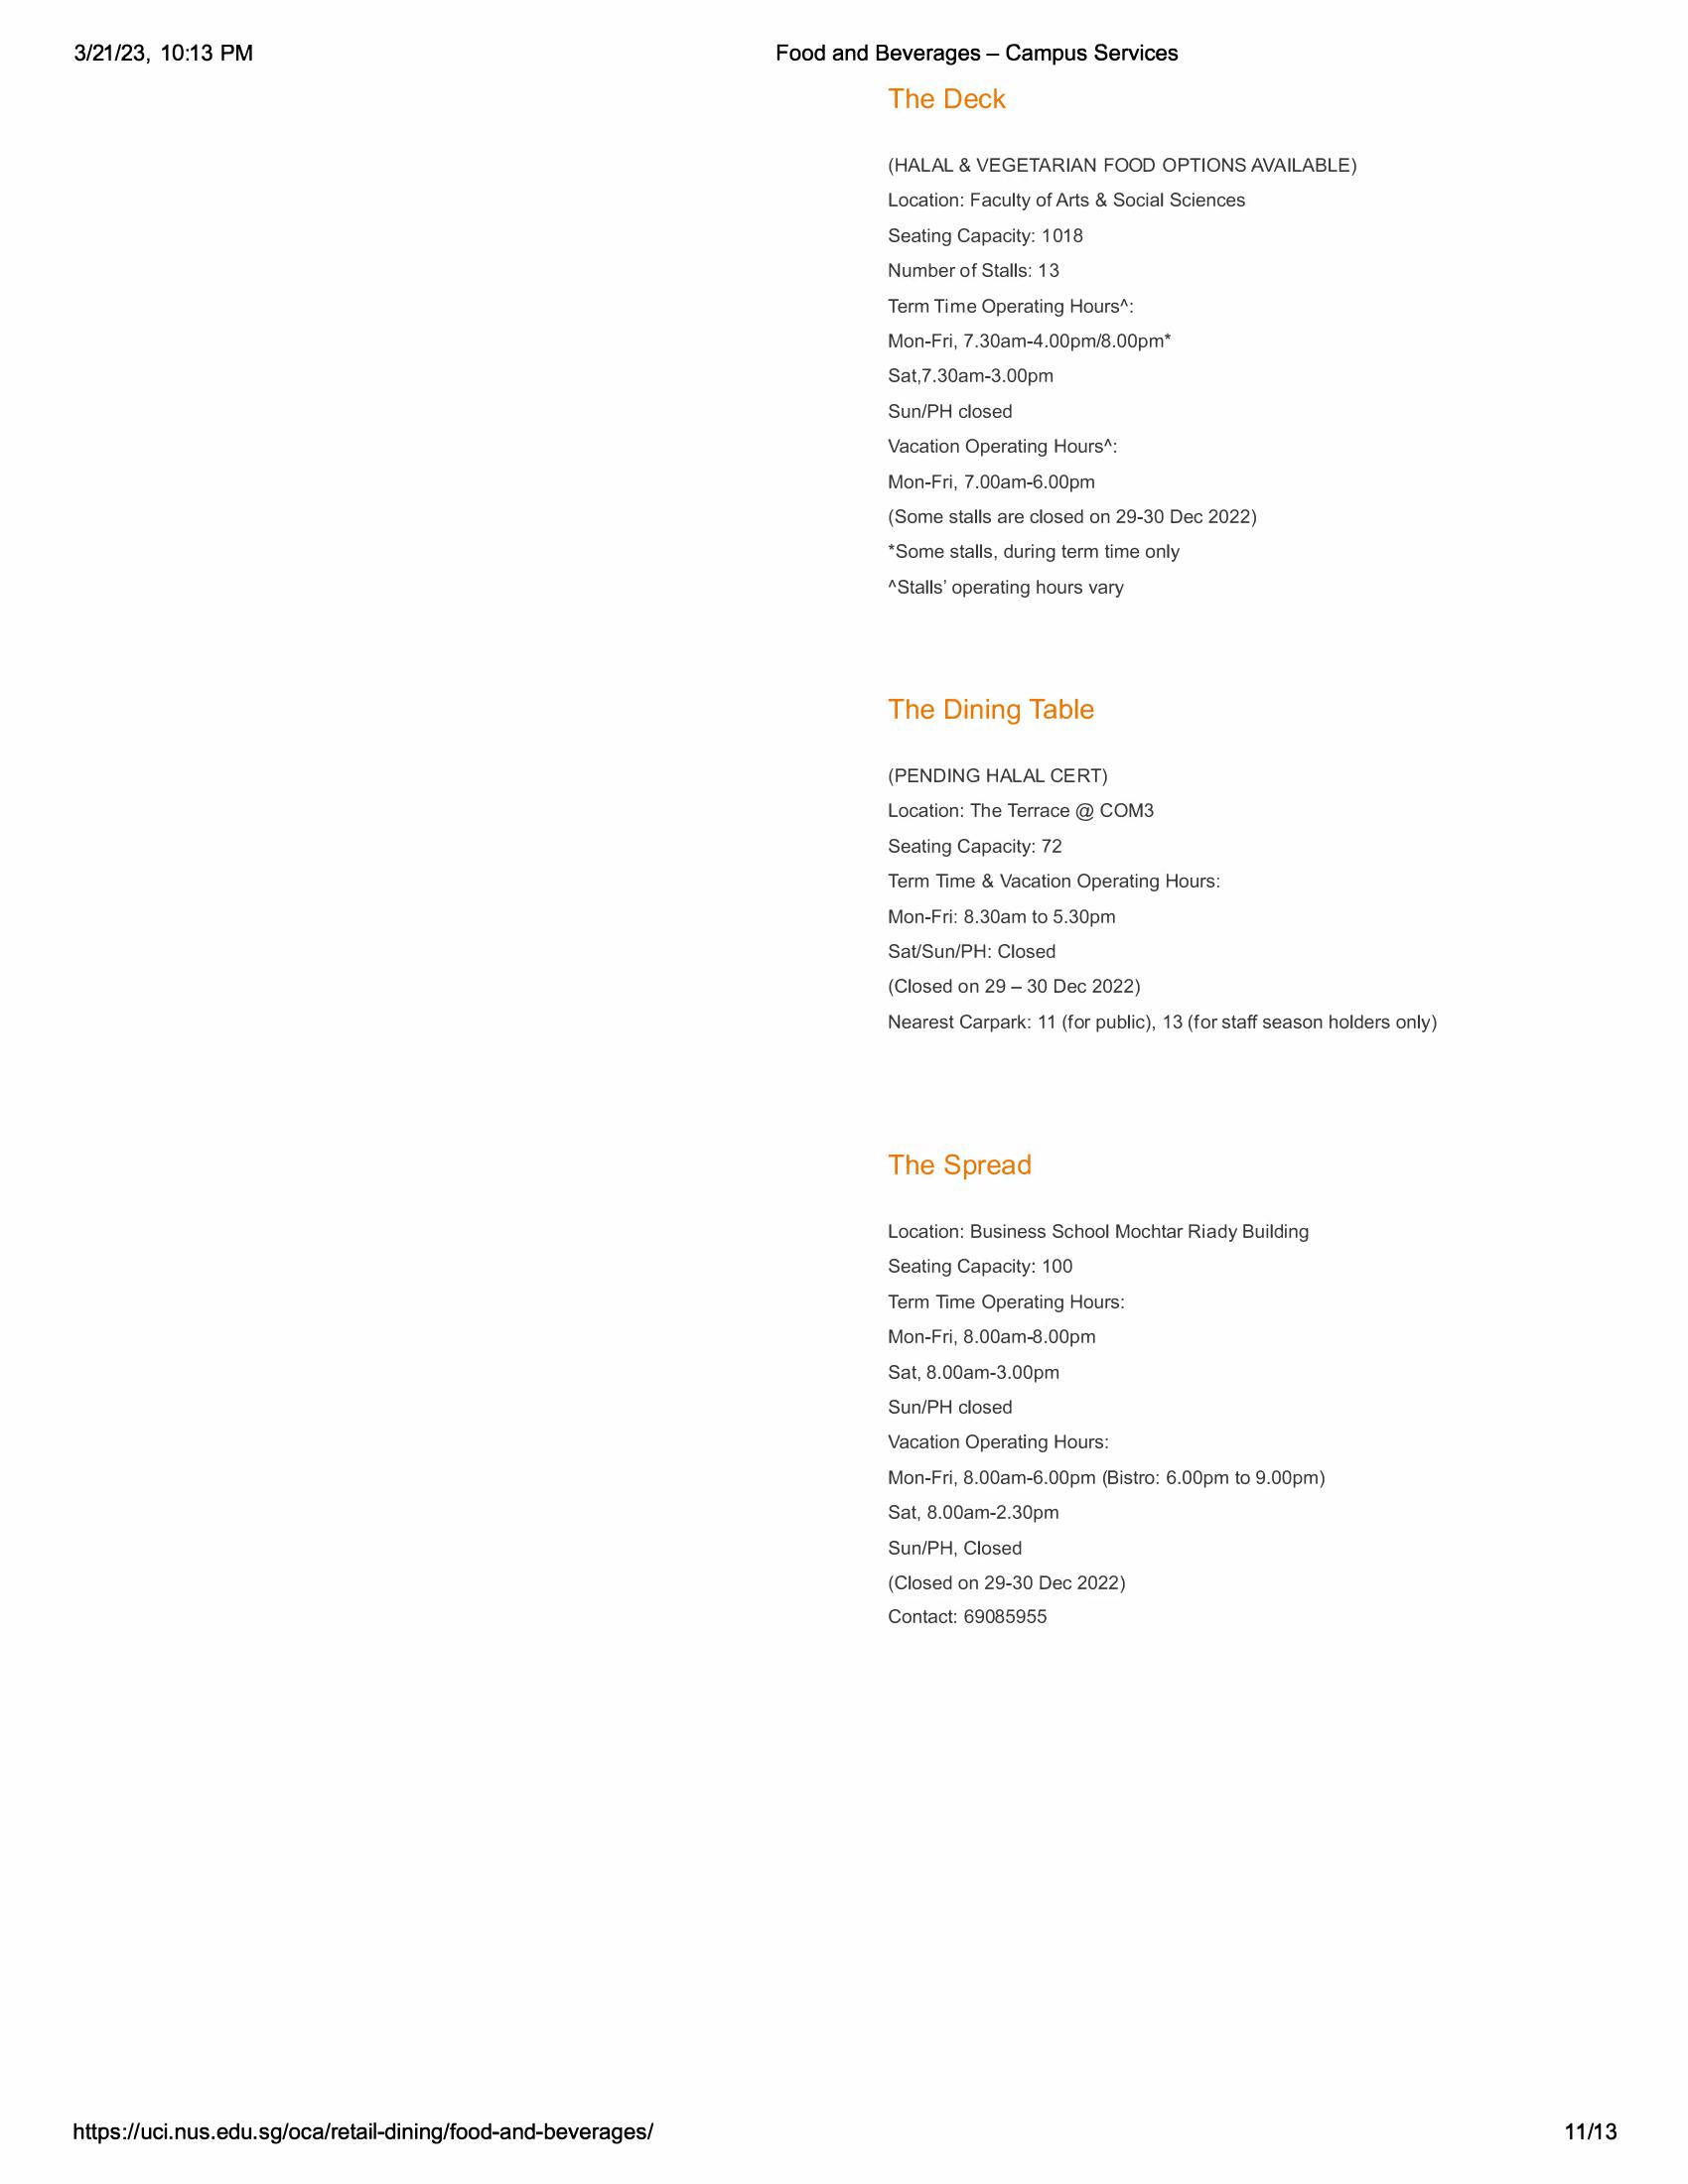 3/21/23, 10:13 PM
Food and Beverages – Campus Services
The Deck
(HALAL & VEGETARIAN FOOD OPTIONS AVAILABLE)
Location: Faculty of Arts & Social Sciences
Seating Capacity: 1018
Number of Stalls: 13
Term Time Operating Hours^:
Mon-Fri, 7.30am-4.00pm/8.00pm*
Sat,7.30am-3.00pm
Sun/PH closed
Vacation Operating Hours^:
Mon-Fri, 7.00am-6.00pm
(Some stalls are closed on 29-30 Dec 2022)
*Some stalls, during term time only
^Stalls’ operating hours vary
The Dining Table
(PENDING HALAL CERT)
Location: The Terrace @ COM3
Seating Capacity: 72
Term Time & Vacation Operating Hours:
Mon-Fri: 8.30am to 5.30pm
Sat/Sun/PH: Closed
(Closed on 29 – 30 Dec 2022)
Nearest Carpark: 11 (for public), 13 (for staff season holders only)
The Spread
Location: Business School Mochtar Riady Building
Seating Capacity: 100
Term Time Operating Hours:
Mon-Fri, 8.00am-8.00pm
Sat, 8.00am-3.00pm
Sun/PH closed
Vacation Operating Hours:
Mon-Fri, 8.00am-6.00pm (Bistro: 6.00pm to 9.00pm)
Sat, 8.00am-2.30pm
Sun/PH, Closed
(Closed on 29-30 Dec 2022)
Contact: 69085955
https://uci.nus.edu.sg/oca/retail-dining/food-and-beverages/
11/13